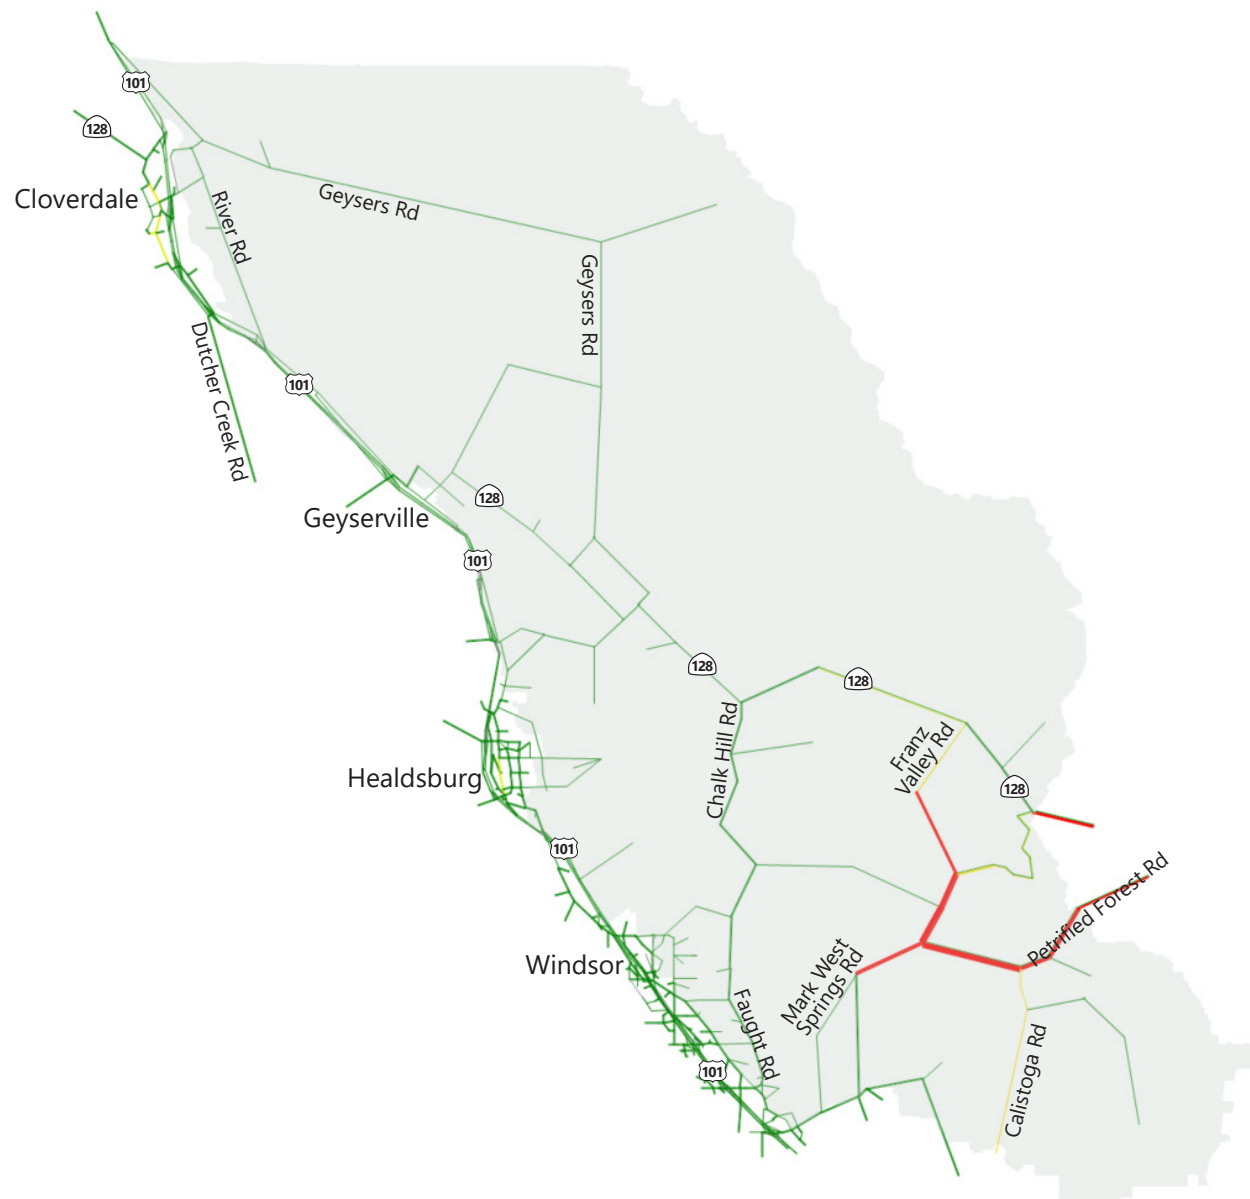 101
128
Cloverdale
Geysers Rd
River Rd
Geysers Rd
Dutcher Creek Rd
101
128
Geyserville
101
128
128
Franz
Valley Rd
Chalk Hill Rd
Healdsburg
128
101
Petrified Forest Rd
Windsor
Mark West
Springs Rd
Faught Rd
Calistoga Rd
101